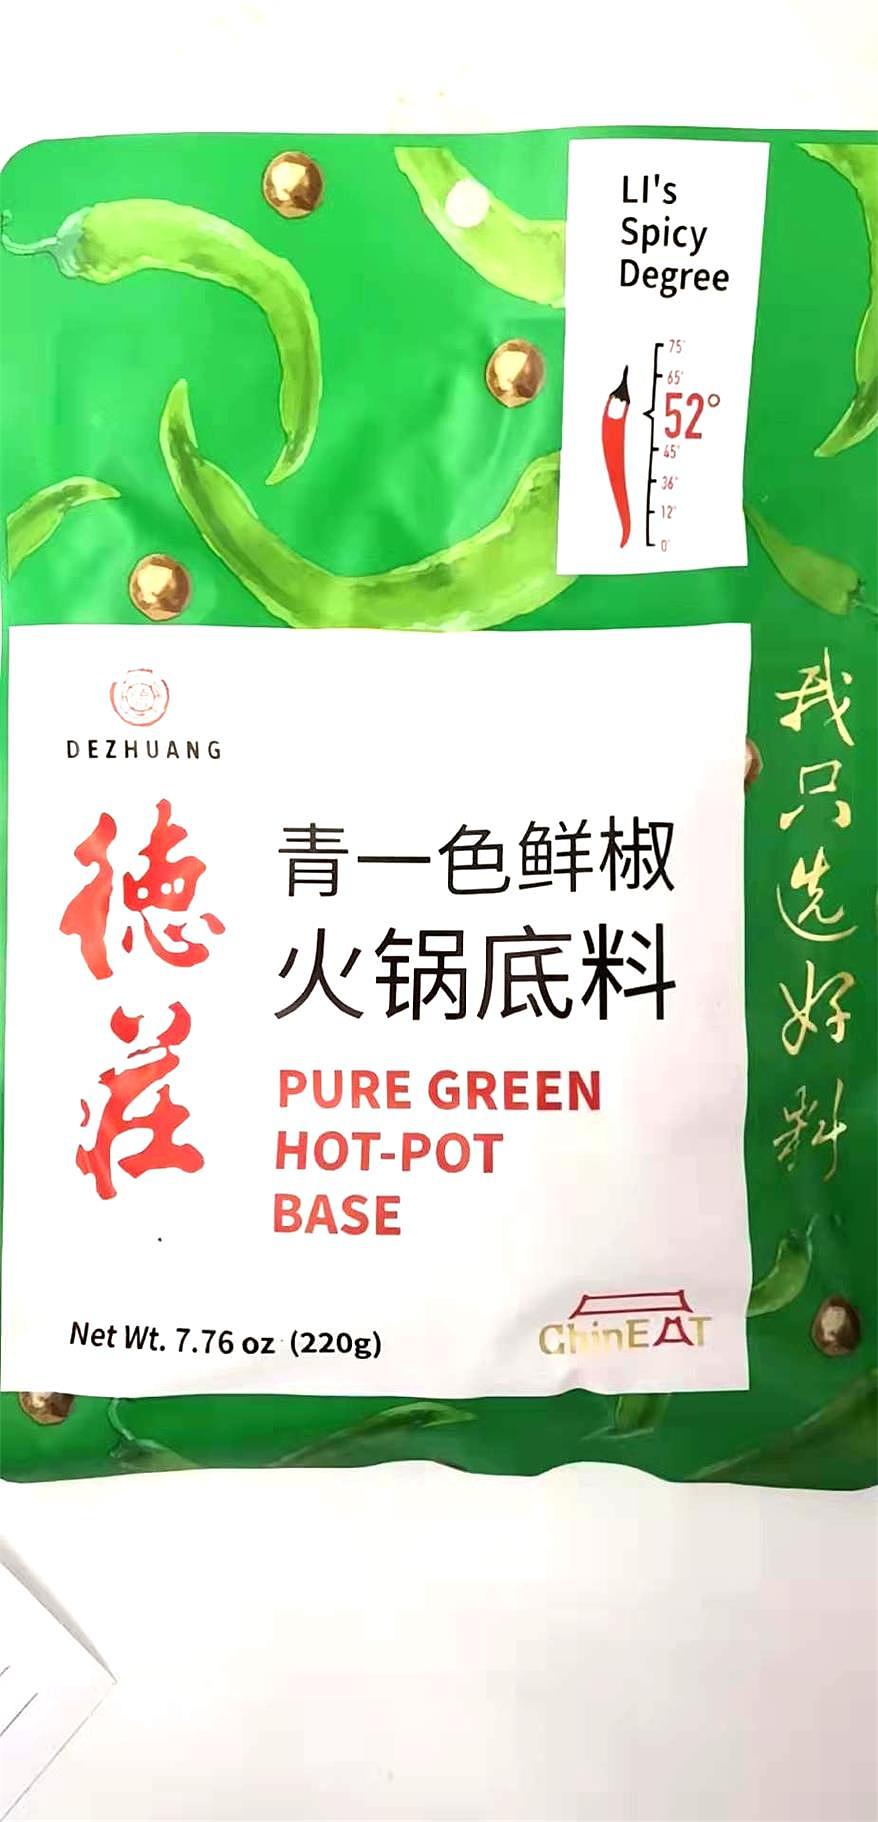 LI's
Spicy
Degree
75°
65°
52°
45°
36°
12°
0°
DEZHUANG
德
莊
青一色鲜椒
火锅底料
PURE GREEN
HOT-POT
BASE
Net Wt. 7.76 oz (220g)
ChinEAT
我只选好料